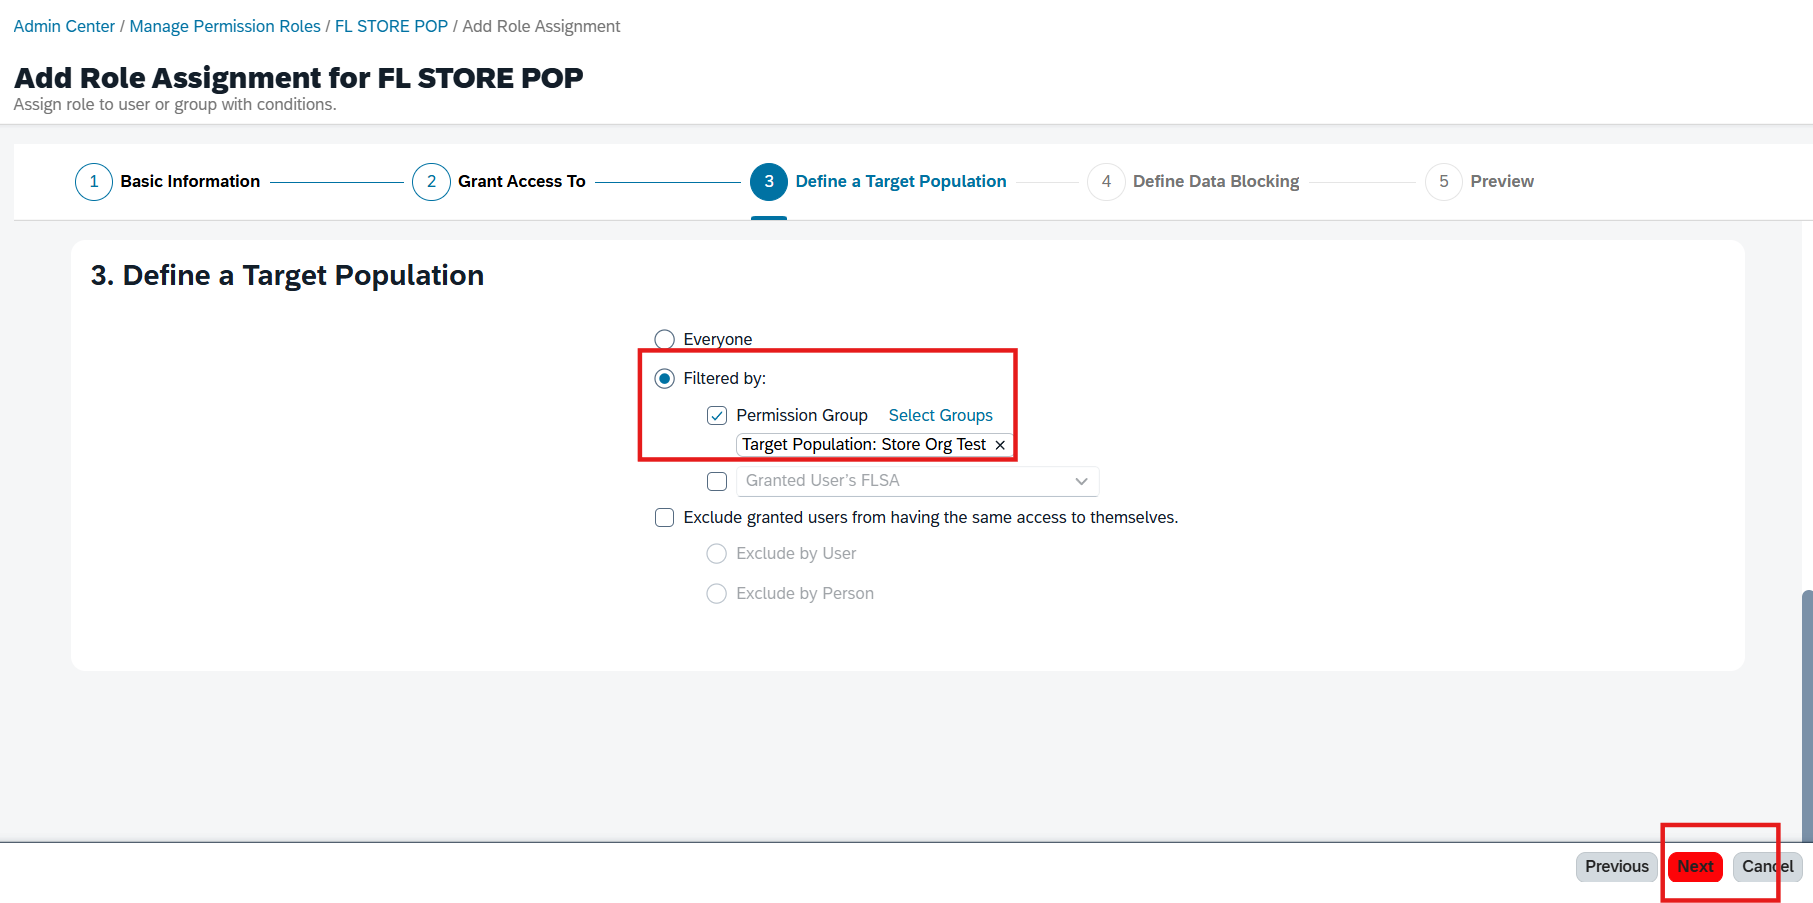 Admin Center / Manage Permission Roles / FL STORE POP / Add Role Assignment
Add Role Assignment for FL STORE POP
Assign role to user or group with conditions.
1 Basic Information 2 Grant Access To 3 Define a Target Population 4 Define Data Blocking 5 Preview
3. Define a Target Population
Everyone
Filtered by:
Permission Group Select Groups
Target Population: Store Org Test ×
Granted User’s FLSA
Exclude granted users from having the same access to themselves.
Exclude by User
Exclude by Person
Previous Next Cancel